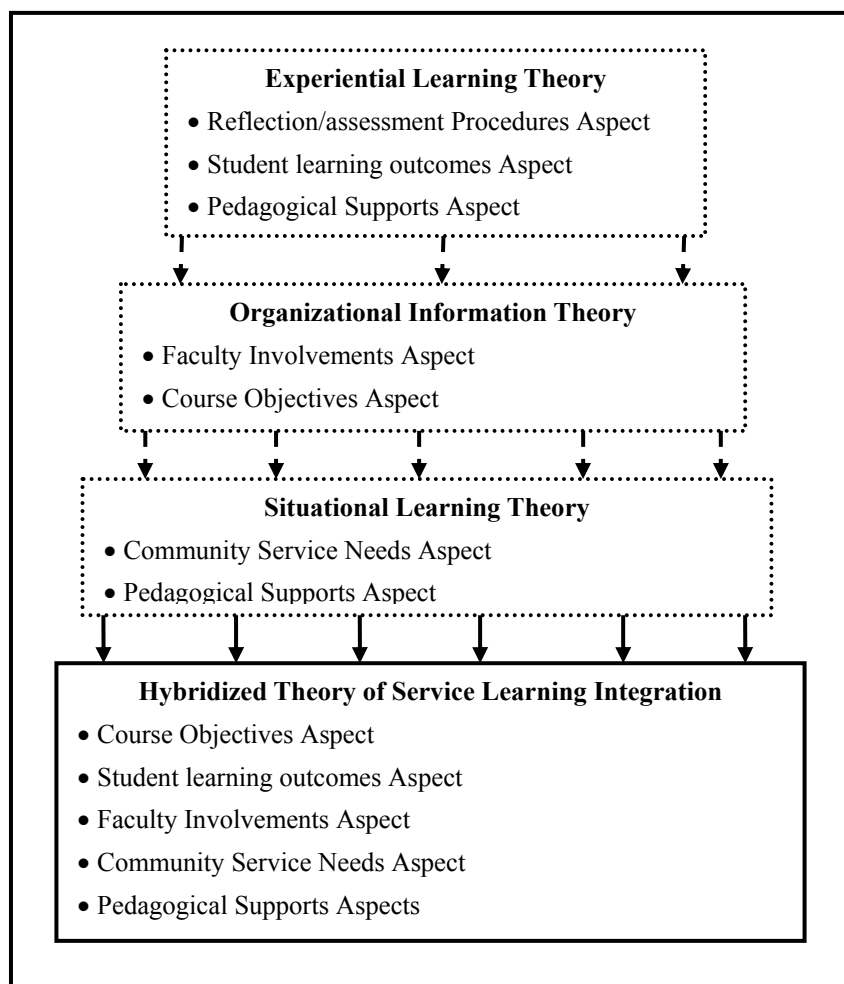 Experiential Learning Theory
• Reflection/assessment Procedures Aspect
• Student learning outcomes Aspect
• Pedagogical Supports Aspect
Organizational Information Theory
• Faculty Involvements Aspect
• Course Objectives Aspect
Situational Learning Theory
• Community Service Needs Aspect
• Pedagogical Supports Aspect
Hybridized Theory of Service Learning Integration
• Course Objectives Aspect
• Student learning outcomes Aspect
• Faculty Involvements Aspect
• Community Service Needs Aspect
• Pedagogical Supports Aspects